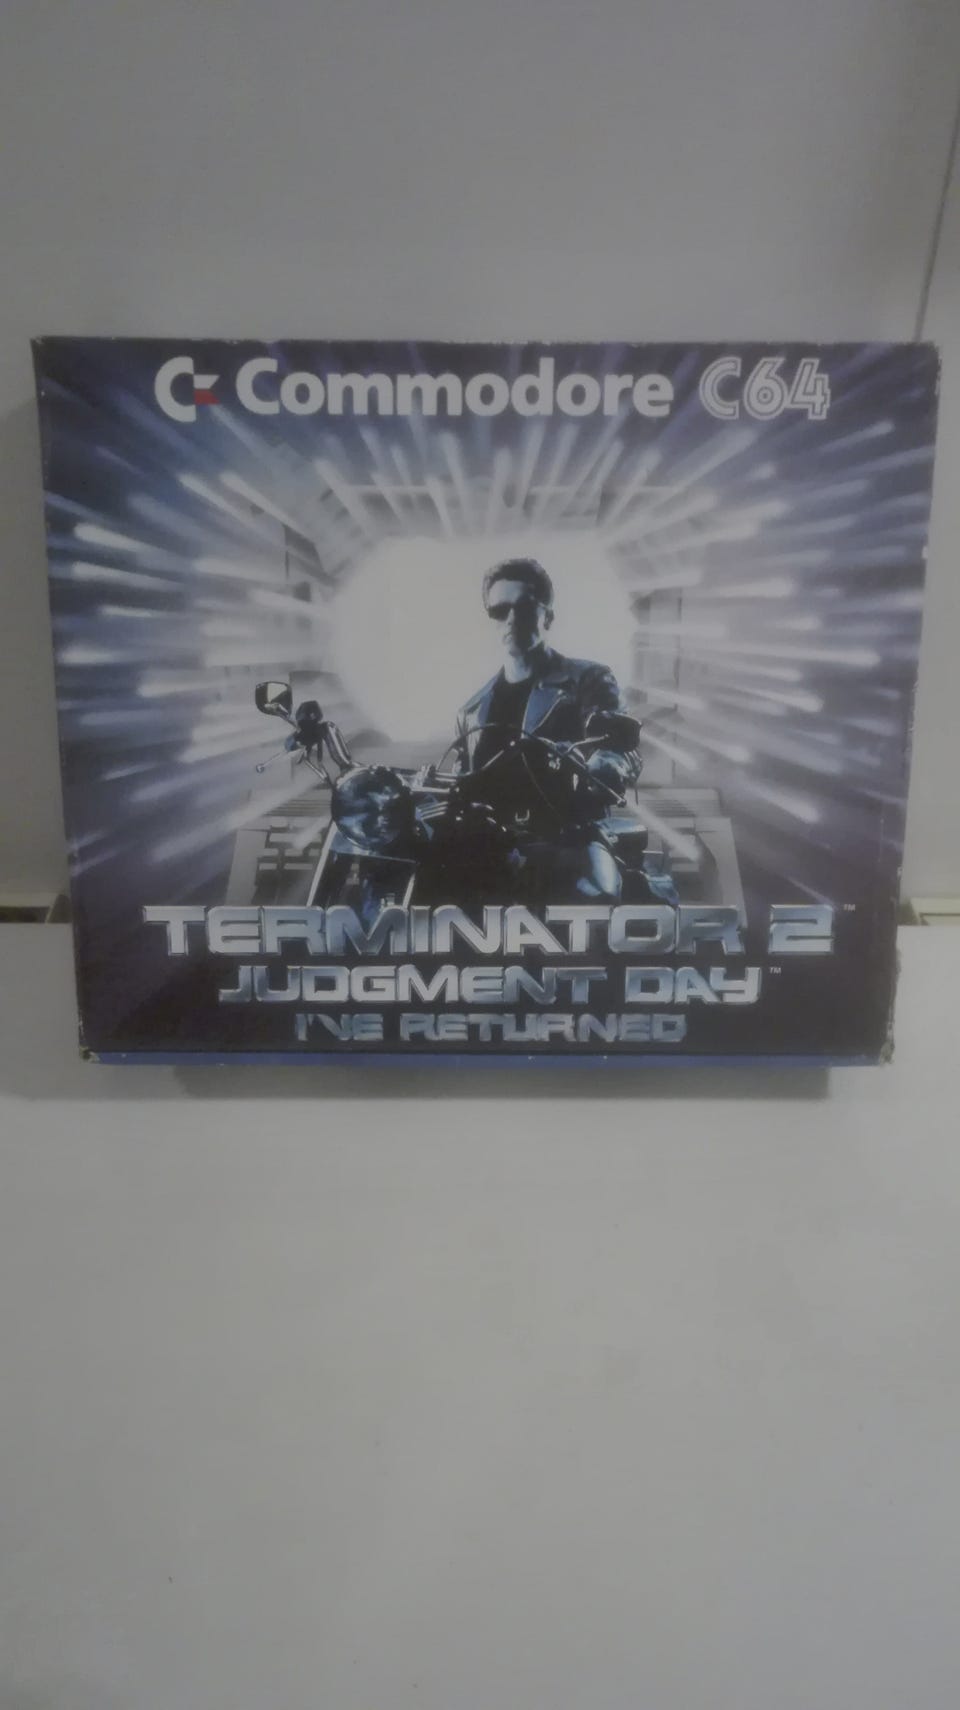 Commodore C64
TERMINATOR 2™
JUDGMENT DAY™
I'VE RETURNED